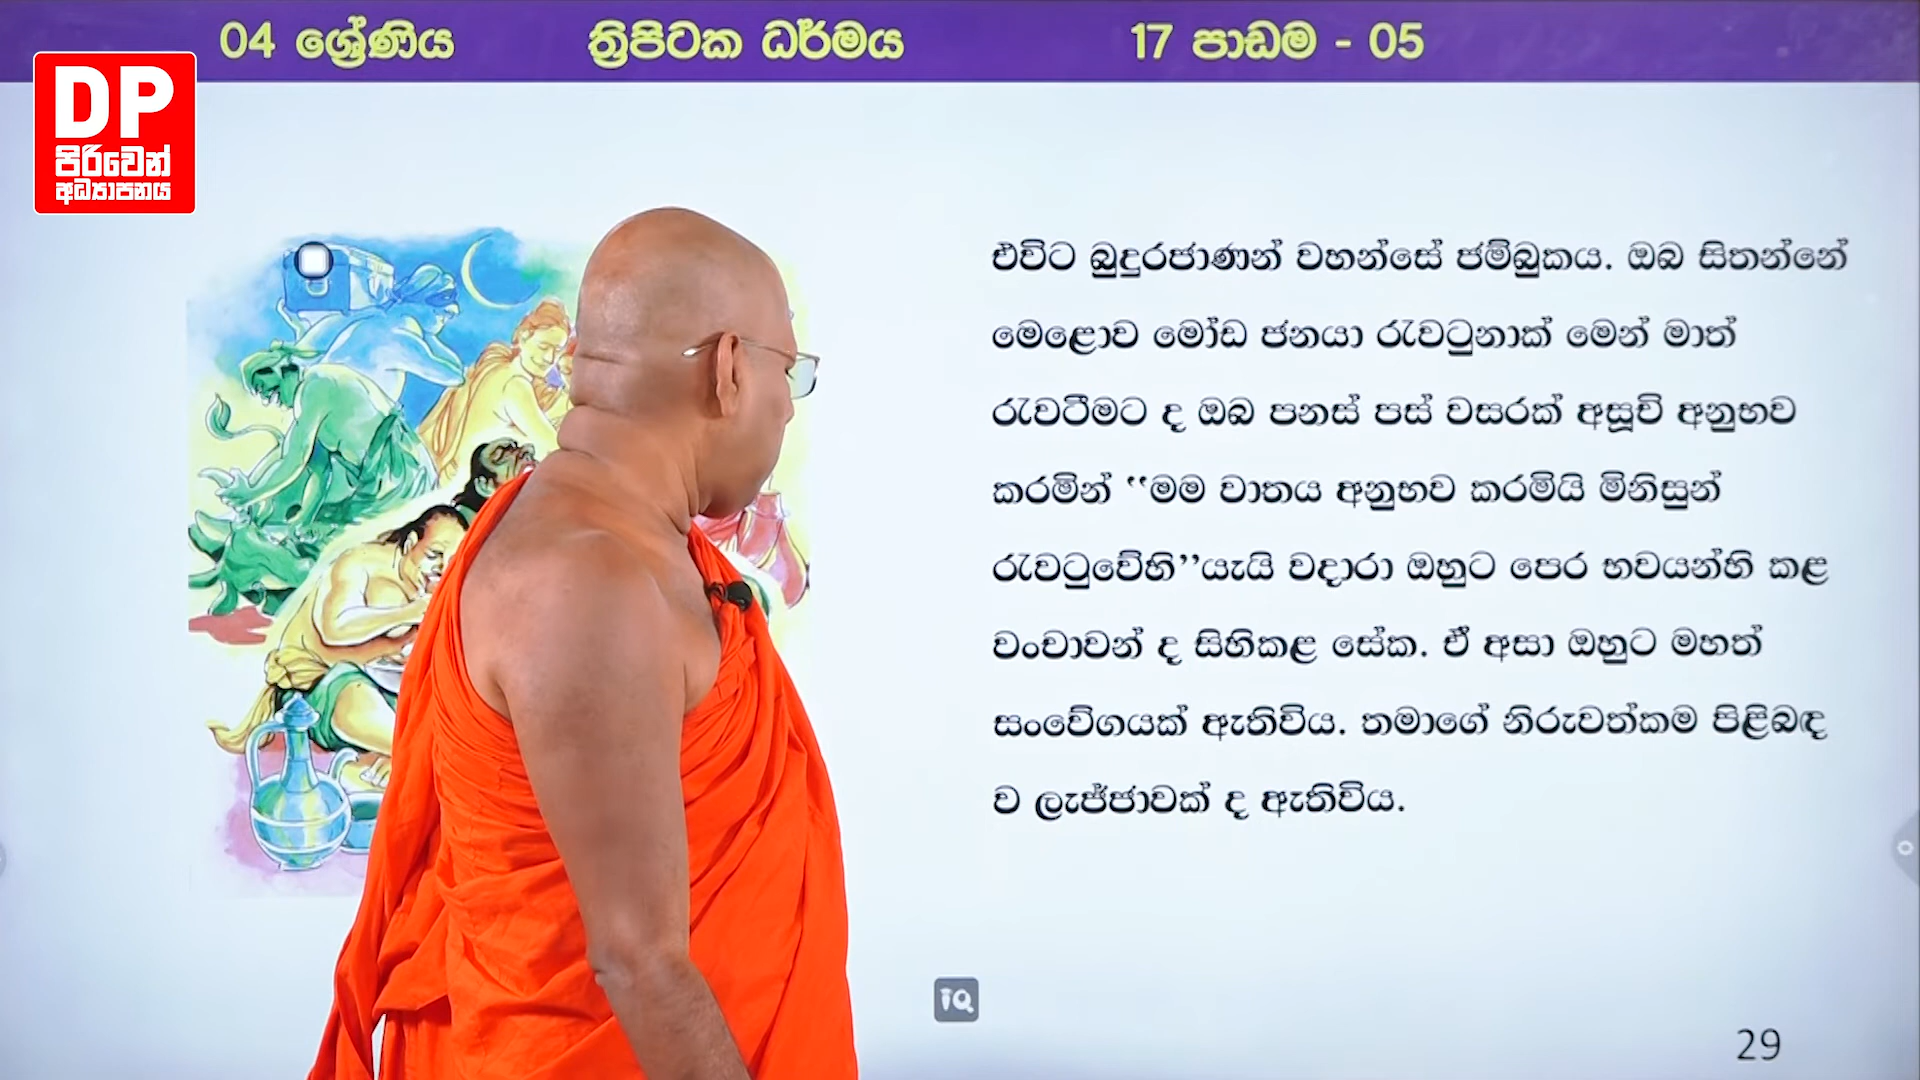 04 ශ්‍රේණිය ත්‍රිපිටක ධර්මය 17 පාඩම - 05
DP
පිරිවෙන්
අධ්‍යාපනය
එවිට බුදුරජාණන් වහන්සේ ජම්බුකය. ඔබ සිතන්නේ
මෙළොව මෝඩ ජනයා රැවටුනාක් මෙන් මාත්
රැවටීමට ද ඔබ පනස් පස් වසරක් අසූචි අනුභව
කරමින් “මම වාතය අනුභව කරමියි මිනිසුන්
රැවටුවේහි”යැයි වදාරා ඔහුට පෙර භවයන්හි කළ
වංචාවන් ද සිහිකළ සේක. ඒ අසා ඔහුට මහත්
සංවේගයක් ඇතිවිය. තමාගේ නිරුවත්කම පිළිබඳ
ව ලැජ්ජාවක් ද ඇතිවිය.
IQ
29